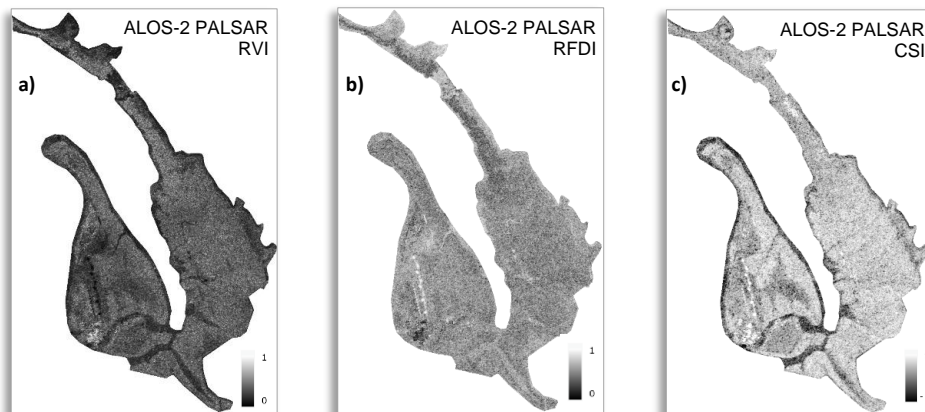 ALOS-2 PALSAR
RVI
a)
1
0
ALOS-2 PALSAR
RFDI
b)
1
0
ALOS-2 PALSAR
CSI
c)
-